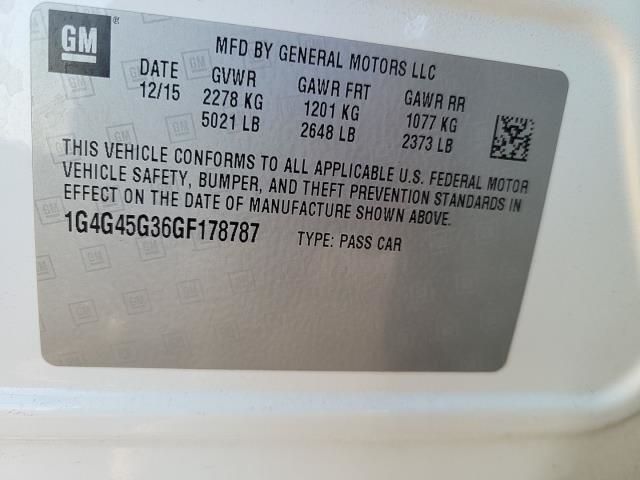 GM
MFD BY GENERAL MOTORS LLC
DATE GVWR GAWR FRT GAWR RR
12/15 2278 KG 1201 KG 1077 KG
5021 LB 2648 LB 2373 LB
THIS VEHICLE CONFORMS TO ALL APPLICABLE U.S. FEDERAL MOTOR
VEHICLE SAFETY, BUMPER, AND THEFT PREVENTION STANDARDS IN
EFFECT ON THE DATE OF MANUFACTURE SHOWN ABOVE.
1G4G45G36GF178787 TYPE: PASS CAR